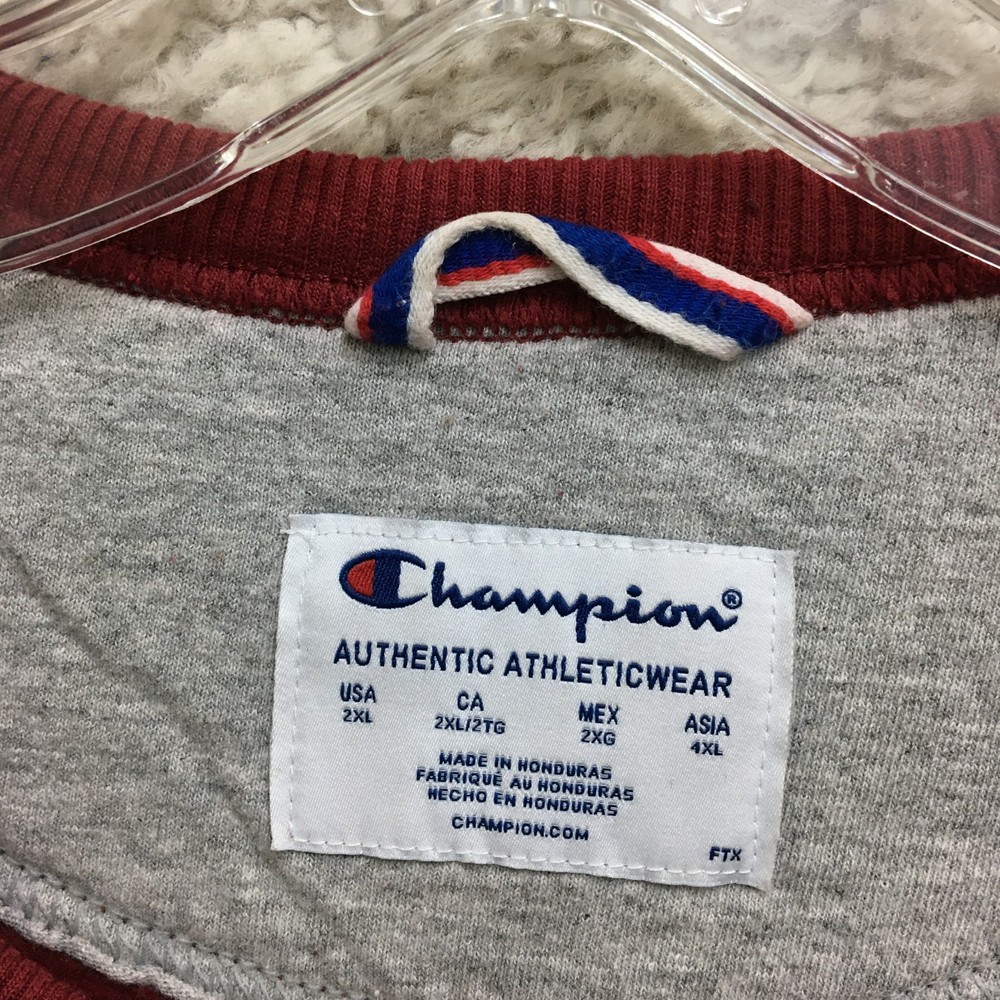 Champion®
AUTHENTIC ATHLETICWEAR
USA CA MEX ASIA
2XL 2XL/2TG 2XG 4XL
MADE IN HONDURAS
FABRIQUÉ AU HONDURAS
HECHO EN HONDURAS
CHAMPION.COM
FTX